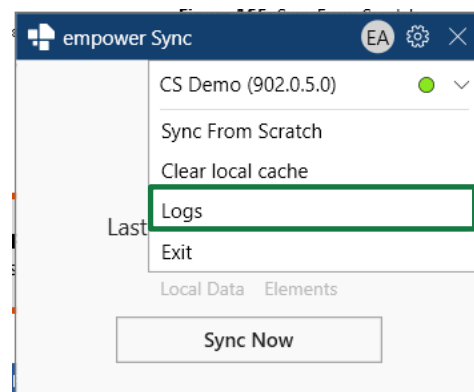 empower Sync EA
CS Demo (902.0.5.0)
Sync From Scratch
Clear local cache
Logs
Last
Exit
Local Data Elements
Sync Now